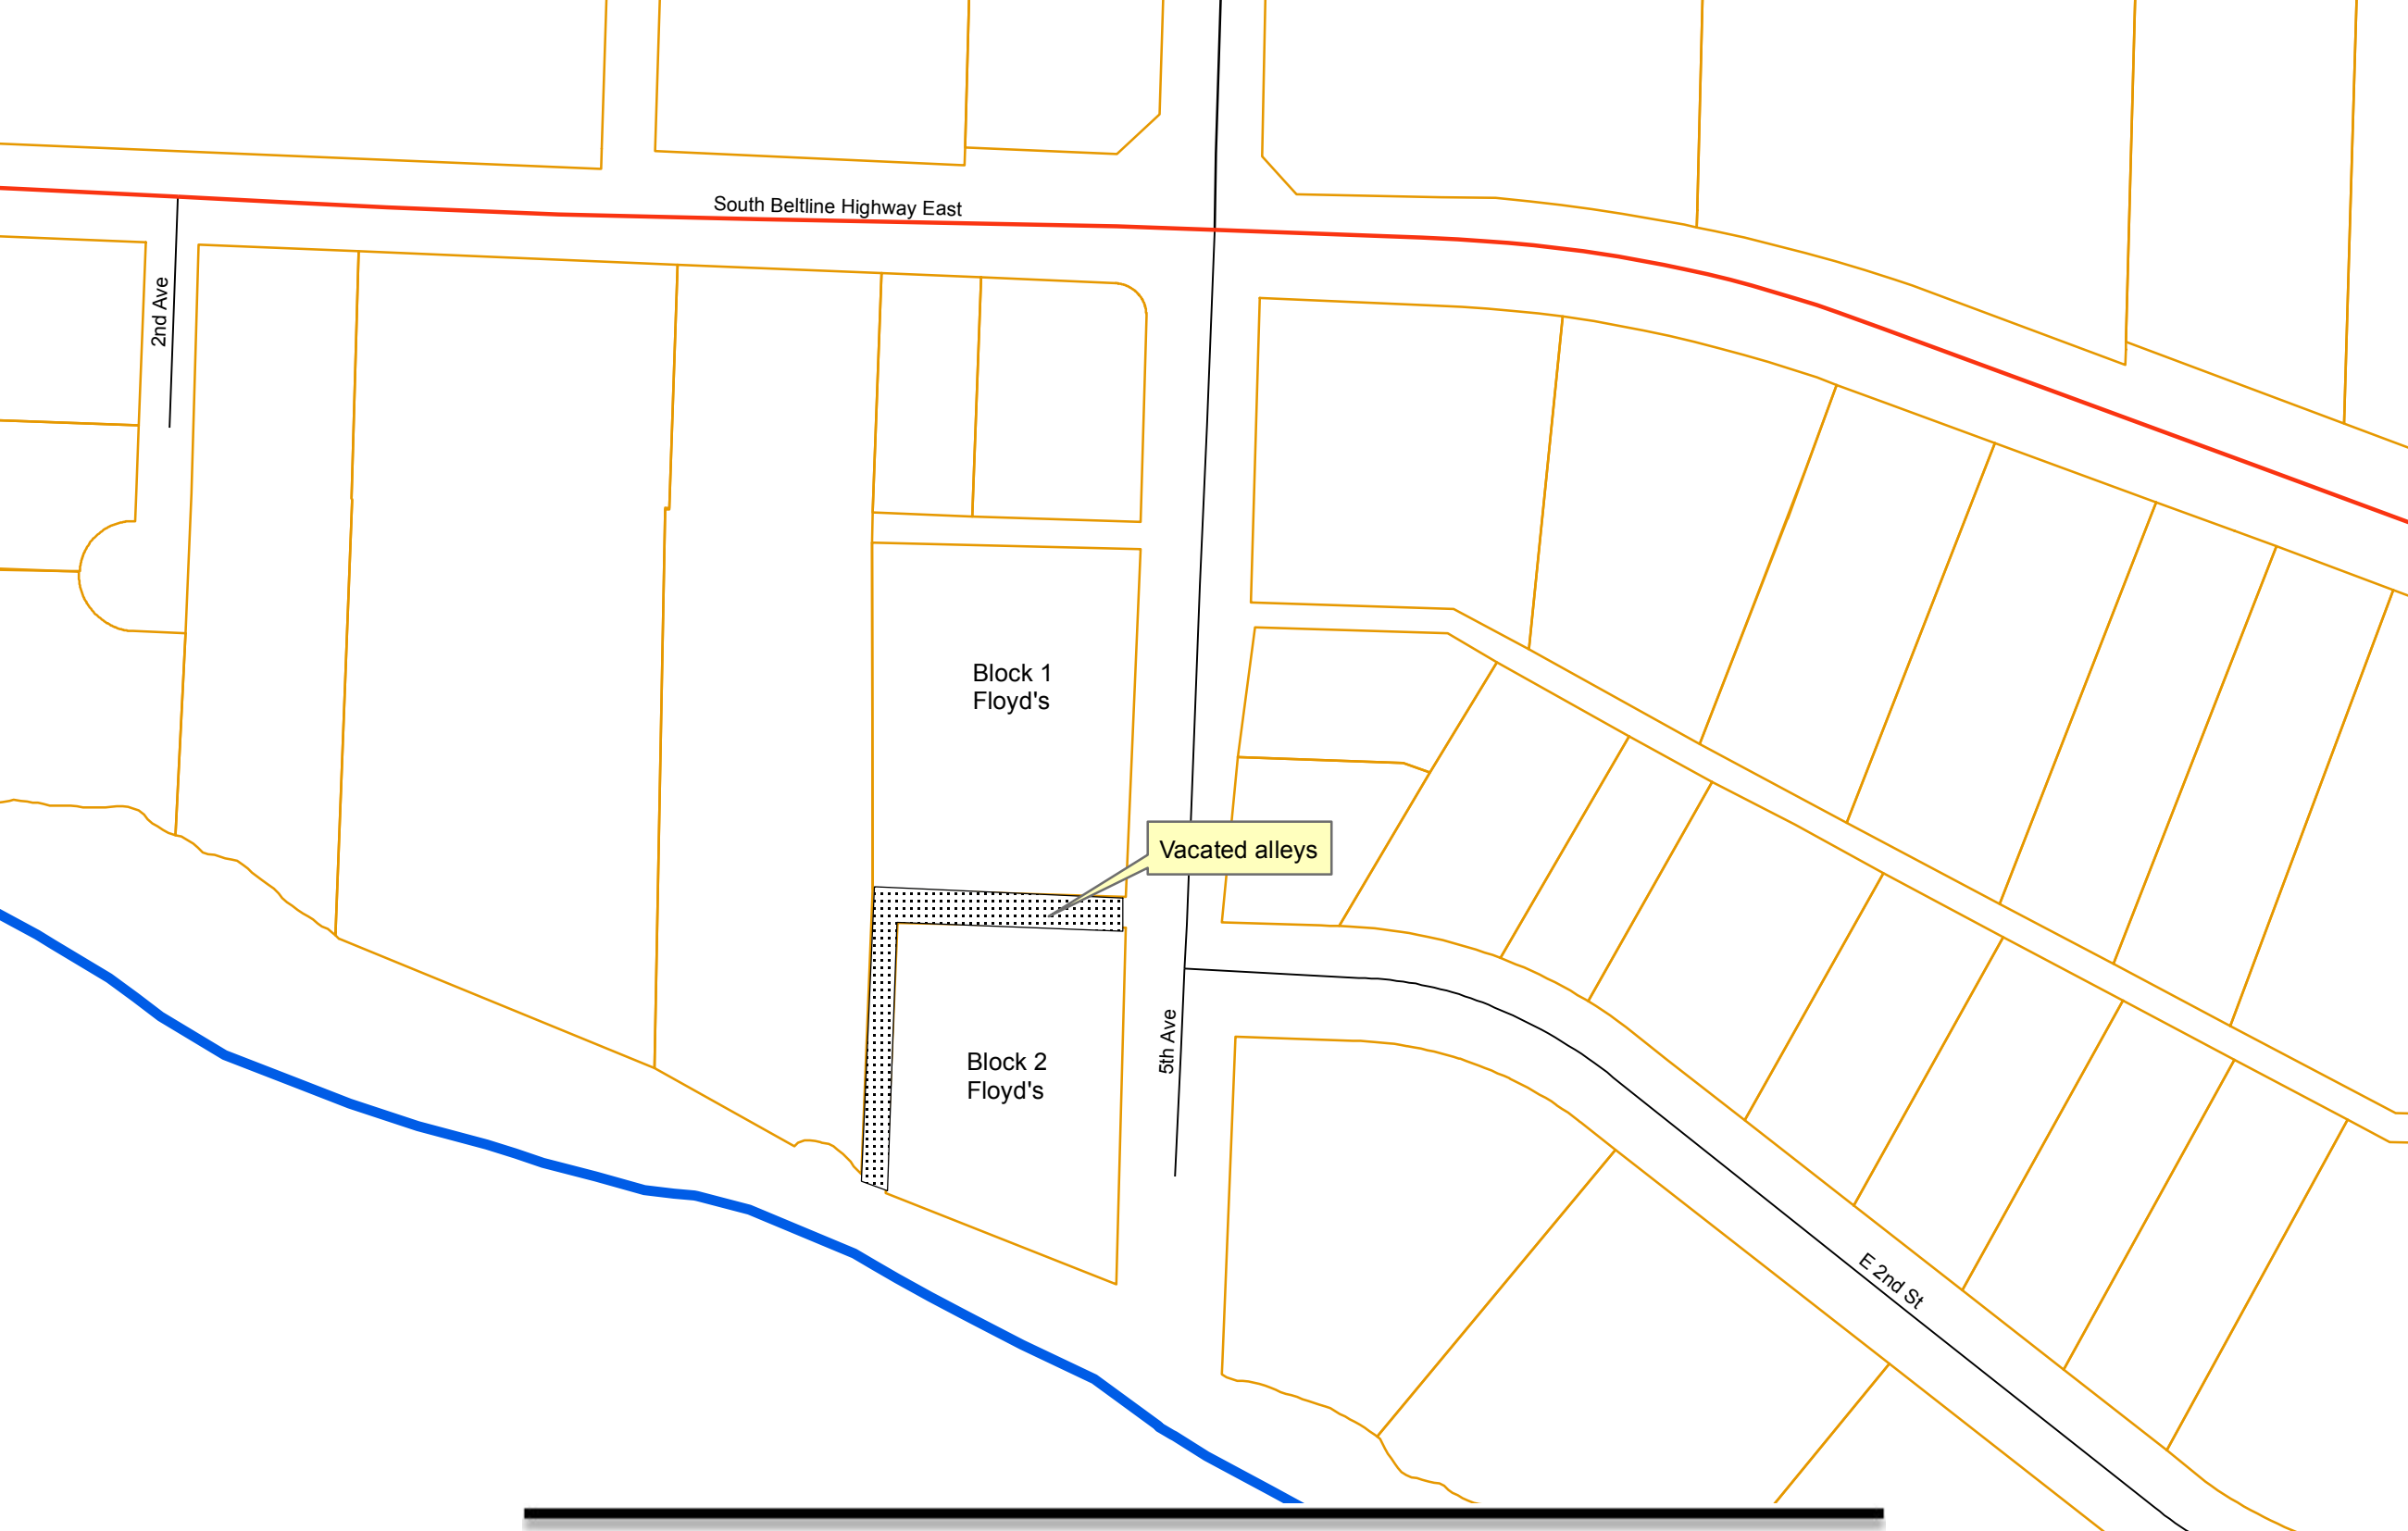 South Beltline Highway East
2nd Ave
Block 1
Floyd's
Vacated alleys
5th Ave
Block 2
Floyd's
E 2nd St